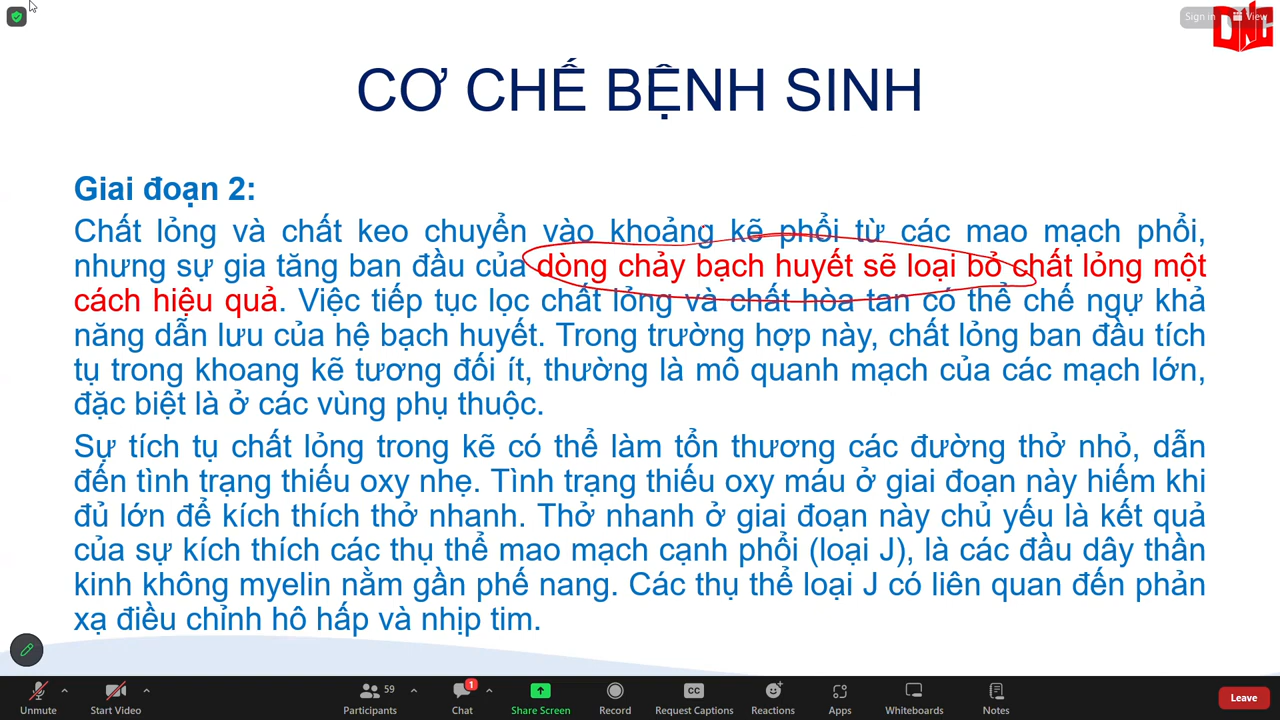 Sign in View
DNC
CƠ CHẾ BỆNH SINH
Giai đoạn 2:
Chất lỏng và chất keo chuyển vào khoảng kẽ phổi từ các mao mạch phổi,
nhưng sự gia tăng ban đầu của dòng chảy bạch huyết sẽ loại bỏ chất lỏng một
cách hiệu quả. Việc tiếp tục lọc chất lỏng và chất hòa tan có thể chế ngự khả
năng dẫn lưu của hệ bạch huyết. Trong trường hợp này, chất lỏng ban đầu tích
tụ trong khoang kẽ tương đối ít, thường là mô quanh mạch của các mạch lớn,
đặc biệt là ở các vùng phụ thuộc.
Sự tích tụ chất lỏng trong kẽ có thể làm tổn thương các đường thở nhỏ, dẫn
đến tình trạng thiếu oxy nhẹ. Tình trạng thiếu oxy máu ở giai đoạn này hiếm khi
đủ lớn để kích thích thở nhanh. Thở nhanh ở giai đoạn này chủ yếu là kết quả
của sự kích thích các thụ thể mao mạch cạnh phổi (loại J), là các đầu dây thần
kinh không myelin nằm gần phế nang. Các thụ thể loại J có liên quan đến phản
xạ điều chỉnh hô hấp và nhịp tim.
59 1 CC
Unmute Start Video Participants Chat Share Screen Record Request Captions Reactions Apps Whiteboards Notes Leave